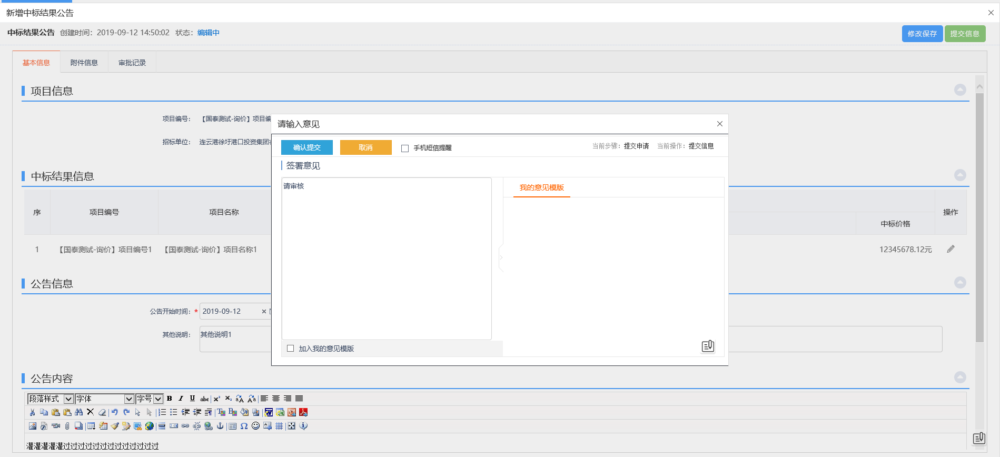 新增中标结果公告
中标结果公告 创建时间：2019-09-12 14:50:02 状态：编辑中
修改保存 提交信息
基本信息 附件信息 审批记录
项目信息
项目编号： 【国泰测试-询价】项目编
招标单位： 连云港徐圩港口投资集团
请输入意见
确认提交 取消 手机短信提醒 当前步骤：提交申请 当前操作：提交信息
签署意见
请审核
我的意见模版
加入我的意见模版
中标结果信息
序 项目编号 项目名称 操作
中标价格
1 【国泰测试-询价】项目编号1 【国泰测试-询价】项目名称1 12345678.12元
公告信息
公告开始时间：* 2019-09-12
其他说明： 其他说明1
公告内容
段落样式 字体 字号
灌灌灌灌灌过过过过过过过过过过过过过